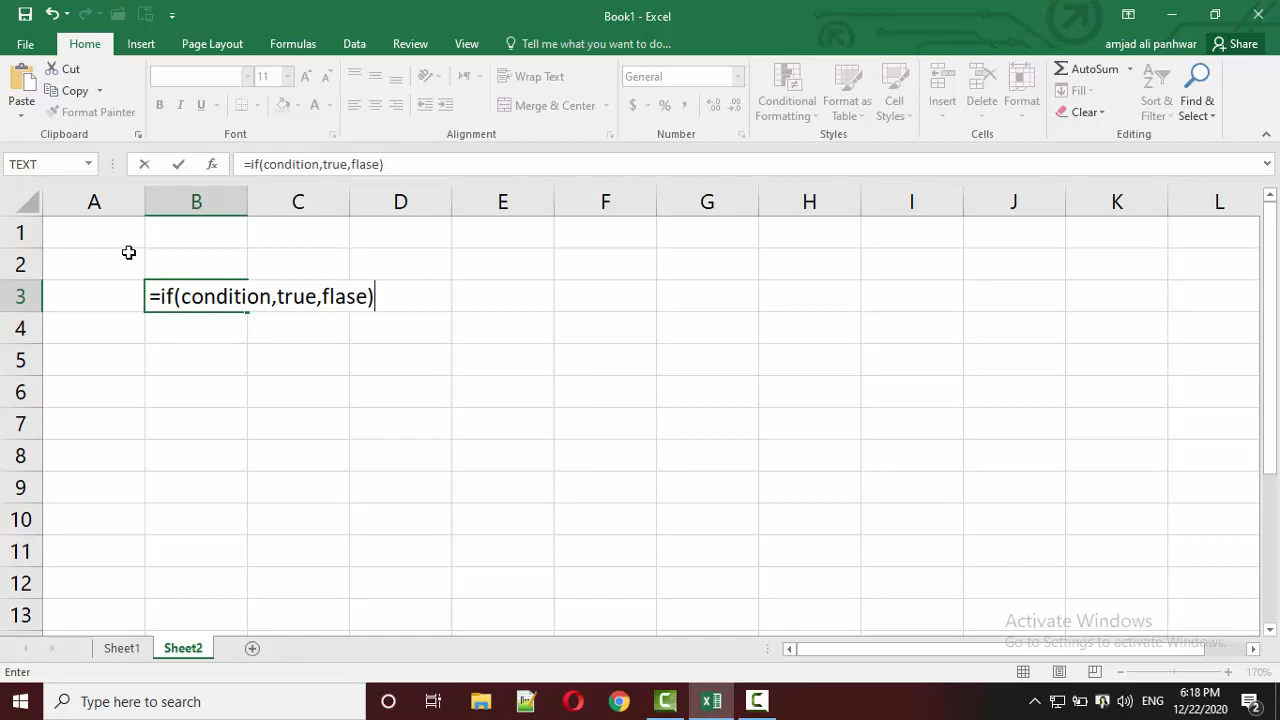 Book1 - Excel
File Home Insert Page Layout Formulas Data Review View Tell me what you want to do... amjad ali panhwar Share
Paste Cut Copy Format Painter Clipboard
11 A A B I U A Font
Wrap Text Merge & Center Alignment
General $ % , Number
Conditional Formatting Format as Table Cell Styles Styles
Insert Delete Format Cells
AutoSum Fill Clear Sort & Filter Find & Select Editing
TEXT fx =if(condition,true,flase)
A B C D E F G H I J K L
1
2
3 =if(condition,true,flase)
4
5
6
7
8
9
10
11
12
13
Activate Windows
Go to Settings to activate Windows.
Sheet1 Sheet2
Enter 170%
Type here to search ENG 6:18 PM
12/22/2020 2